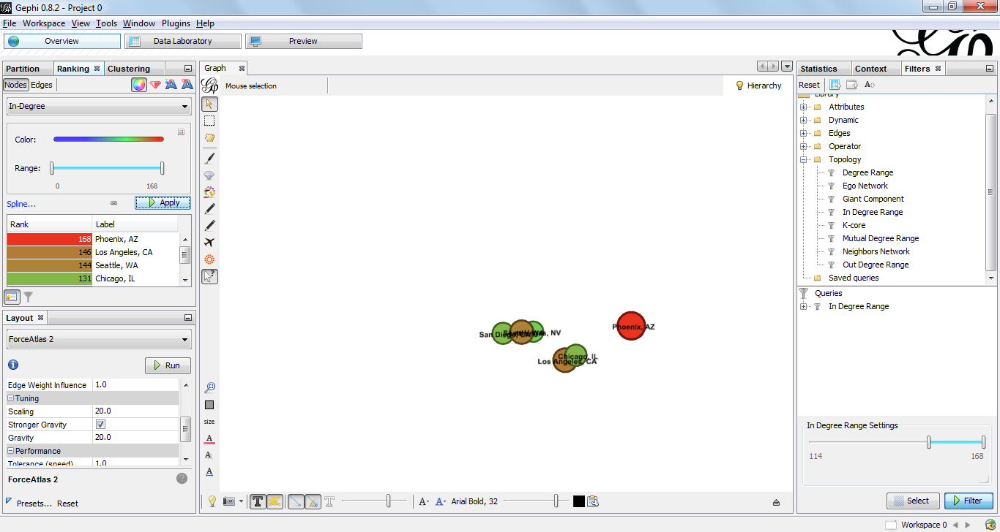 Gephi 0.8.2 - Project 0
File Workspace View Tools Window Plugins Help
Overview Data Laboratory Preview
Partition Ranking Clustering
Nodes Edges
In-Degree
Color:
Range:
0 168
Spline... Apply
Rank Label
168 Phoenix, AZ
146 Los Angeles, CA
144 Seattle, WA
131 Chicago, IL
Layout
ForceAtlas 2
Run
Edge Weight Influence 1.0
Tuning
Scaling 20.0
Stronger Gravity
Gravity 20.0
Performance
Tolerance (speed) 1.0
ForceAtlas 2
Presets... Reset
Graph
Mouse selection Hierarchy
size
Phoenix, AZ
San Diego, CA
Chicago, IL
Los Angeles, CA
Arial Bold, 32
Statistics Context Filters
Reset
Library
Attributes
Dynamic
Edges
Operator
Topology
Degree Range
Ego Network
Giant Component
In Degree Range
K-core
Mutual Degree Range
Neighbors Network
Out Degree Range
Saved queries
Queries
In Degree Range
In Degree Range Settings
114 168
Select Filter
Workspace 0